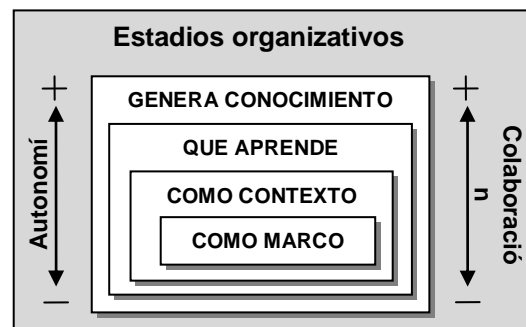 Estadios organizativos
+
+
GENERA CONOCIMIENTO
QUE APRENDE
COMO CONTEXTO
COMO MARCO
Autonomí
Colaboració
n
–
–